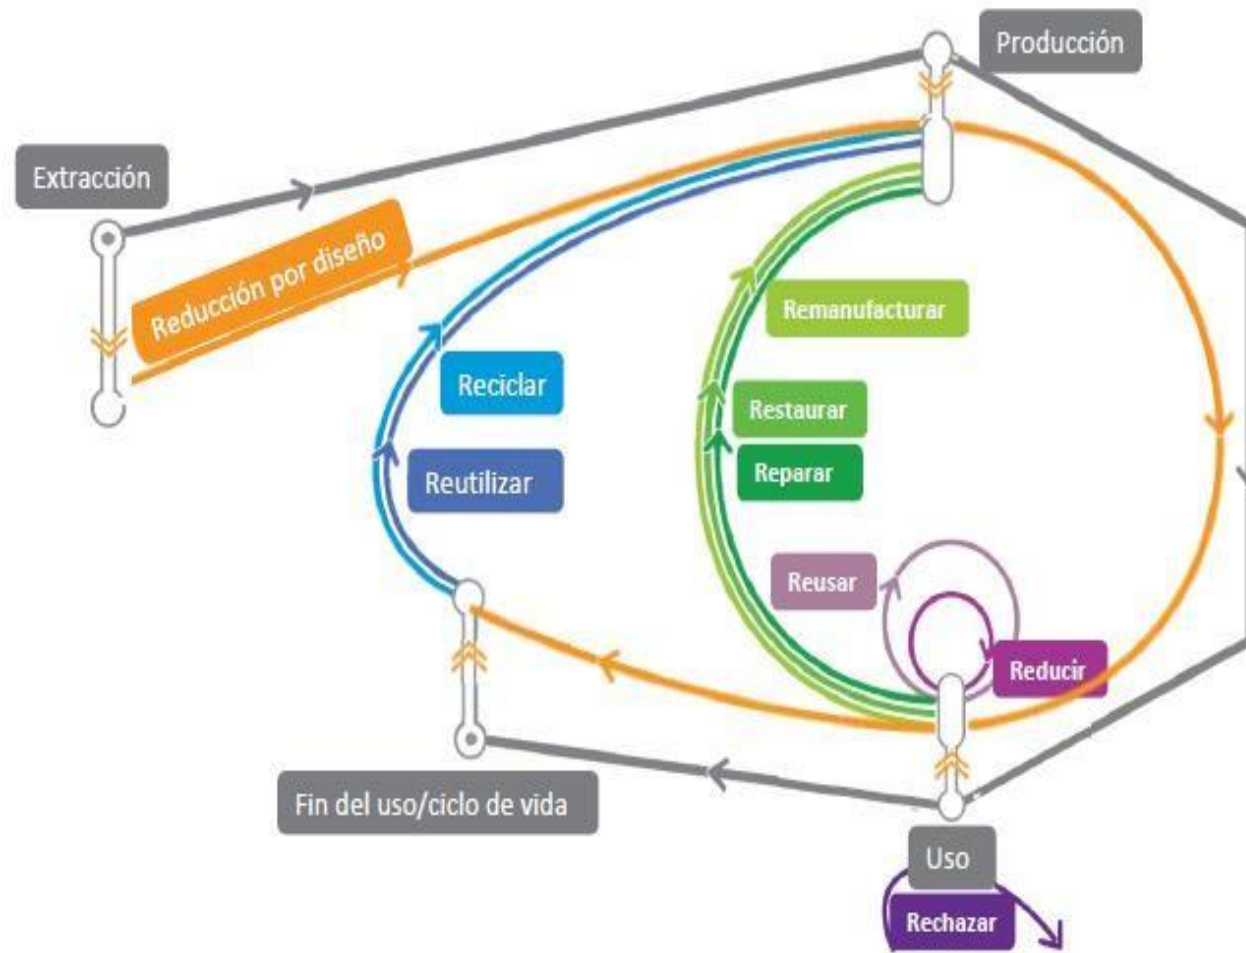 Producción
Extracción
Reducción por diseño
Remanufacturar
Reciclar
Restaurar
Reparar
Reutilizar
Reusar
Reducir
Fin del uso/ciclo de vida
Uso
Rechazar